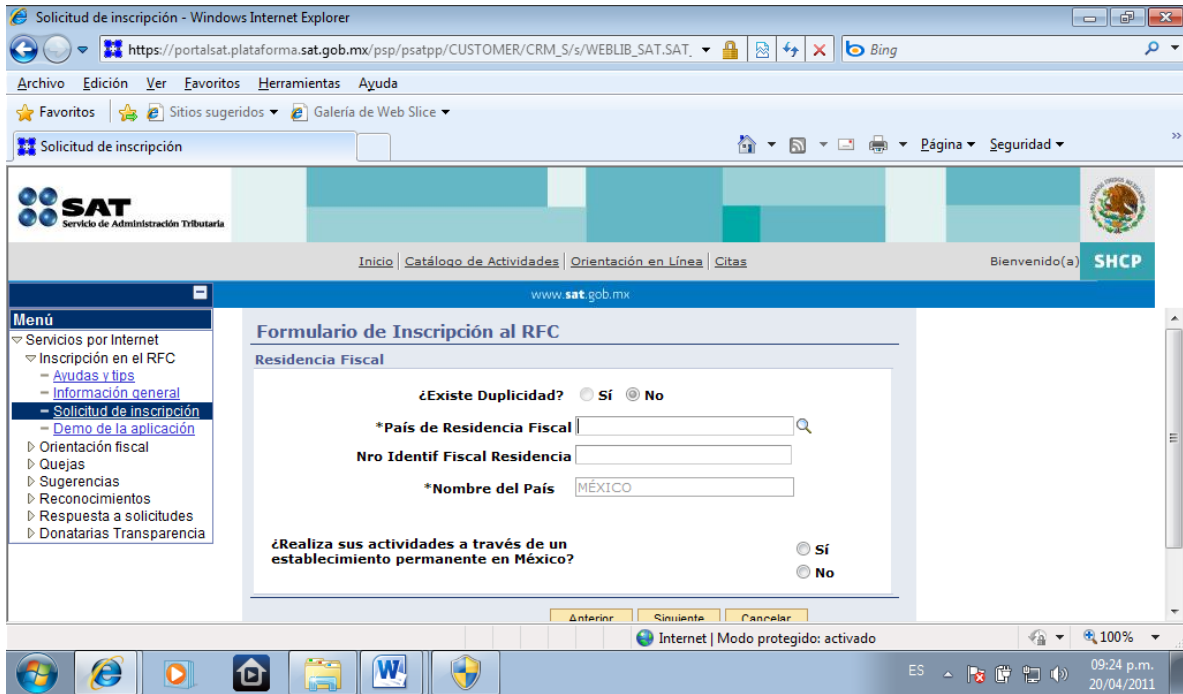 Solicitud de inscripción - Windows Internet Explorer
https://portalsat.plataforma.sat.gob.mx/psp/psatpp/CUSTOMER/CRM_S/s/WEBLIB_SAT.SAT_
Bing
Archivo Edición Ver Favoritos Herramientas Ayuda
Favoritos Sitios sugeridos Galería de Web Slice
Solicitud de inscripción Página Seguridad »
SAT
Servicio de Administración Tributaria
Inicio | Catálogo de Actividades | Orientación en Línea | Citas Bienvenido(a) SHCP
www.sat.gob.mx
Menú
Servicios por Internet
Inscripción en el RFC
Ayudas y tips
Información general
Solicitud de inscripción
Demo de la aplicación
Orientación fiscal
Quejas
Sugerencias
Reconocimientos
Respuesta a solicitudes
Donatarias Transparencia
Formulario de Inscripción al RFC
Residencia Fiscal
¿Existe Duplicidad? Sí No
*País de Residencia Fiscal
Nro Identif Fiscal Residencia
*Nombre del País MÉXICO
¿Realiza sus actividades a través de un
establecimiento permanente en México?
Sí
No
Anterior Siguiente Cancelar
Internet | Modo protegido: activado 100%
ES 09:24 p.m.
20/04/2011